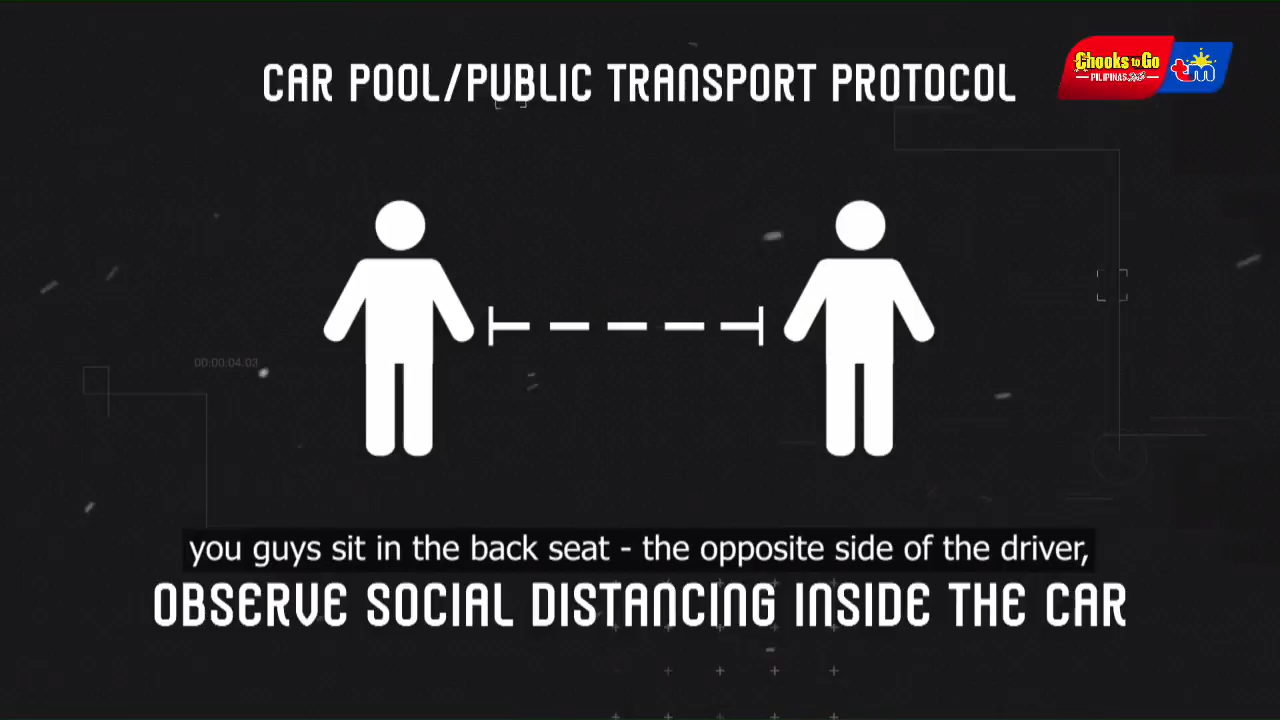 CAR POOL/PUBLIC TRANSPORT PROTOCOL
Chooks to Go
PILIPINAS
tm
00:00:04.03
you guys sit in the back seat - the opposite side of the driver,
OBSERVE SOCIAL DISTANCING INSIDE THE CAR